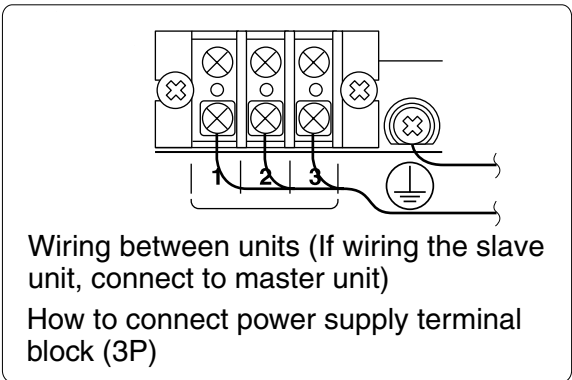 1 2 3
Wiring between units (If wiring the slave
unit, connect to master unit)
How to connect power supply terminal
block (3P)